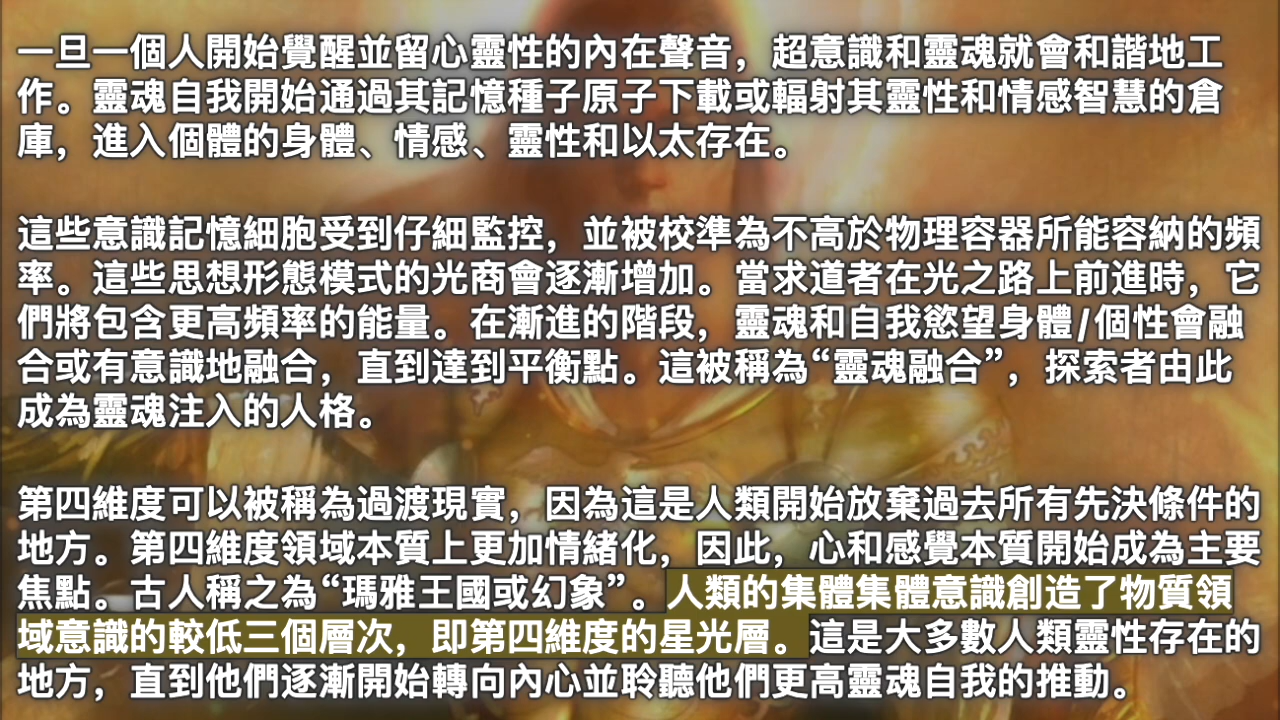 一旦一個人開始覺醒並留心靈性的內在聲音，超意識和靈魂就會和諧地工
作。靈魂自我開始通過其記憶種子原子下載或輻射其靈性和情感智慧的倉
庫，進入個體的身體、情感、靈性和以太存在。
這些意識記憶細胞受到仔細監控，並被校準為不高於物理容器所能容納的頻
率。這些思想形態模式的光商會逐漸增加。當求道者在光之路上前進時，它
們將包含更高頻率的能量。在漸進的階段，靈魂和自我慾望身體/個性會融
合或有意識地融合，直到達到平衡點。這被稱為“靈魂融合”，探索者由此
成為靈魂注入的人格。
第四維度可以被稱為過渡現實，因為這是人類開始放棄過去所有先決條件的
地方。第四維度領域本質上更加情緒化，因此，心和感覺本質開始成為主要
焦點。古人稱之為“瑪雅王國或幻象”。人類的集體集體意識創造了物質領
域意識的較低三個層次，即第四維度的星光層。這是大多數人類靈性存在的
地方，直到他們逐漸開始轉向內心並聆聽他們更高靈魂自我的推動。